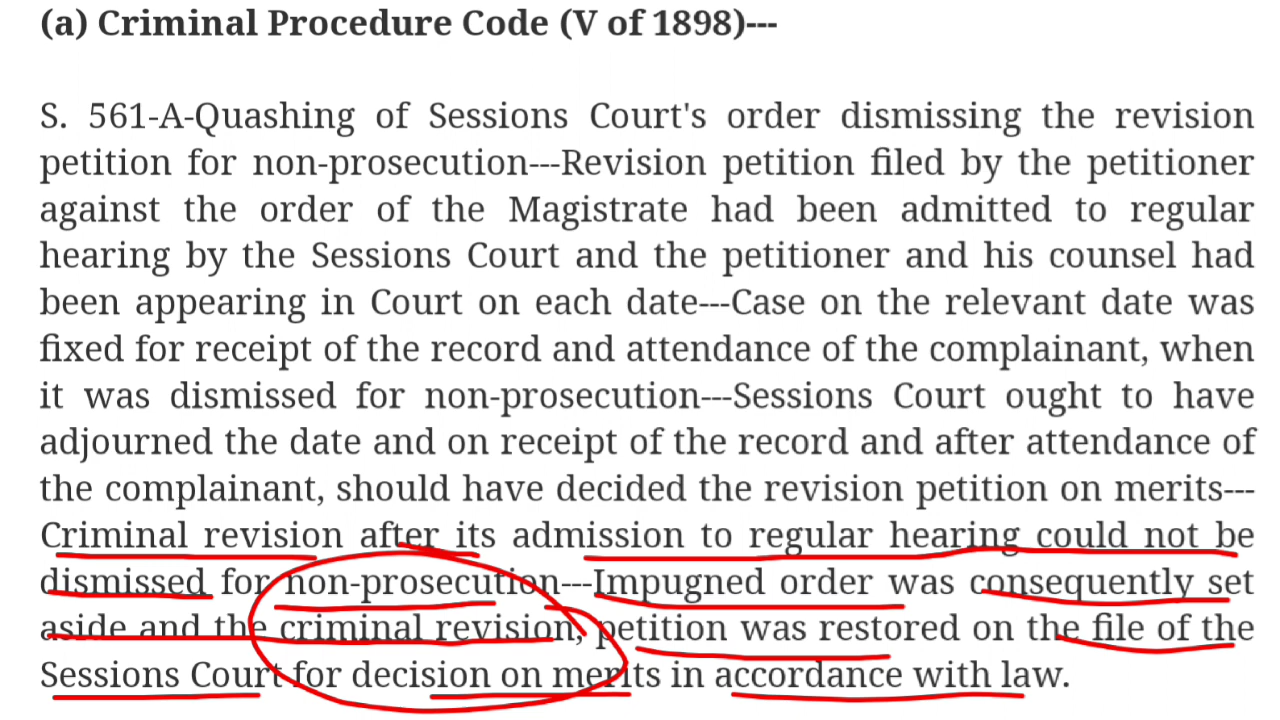 (a) Criminal Procedure Code (V of 1898)---
S. 561-A-Quashing of Sessions Court's order dismissing the revision
petition for non-prosecution---Revision petition filed by the petitioner
against the order of the Magistrate had been admitted to regular
hearing by the Sessions Court and the petitioner and his counsel had
been appearing in Court on each date---Case on the relevant date was
fixed for receipt of the record and attendance of the complainant, when
it was dismissed for non-prosecution---Sessions Court ought to have
adjourned the date and on receipt of the record and after attendance of
the complainant, should have decided the revision petition on merits---
Criminal revision after its admission to regular hearing could not be
dismissed for non-prosecution---Impugned order was consequently set
aside and the criminal revision, petition was restored on the file of the
Sessions Court for decision on merits in accordance with law.